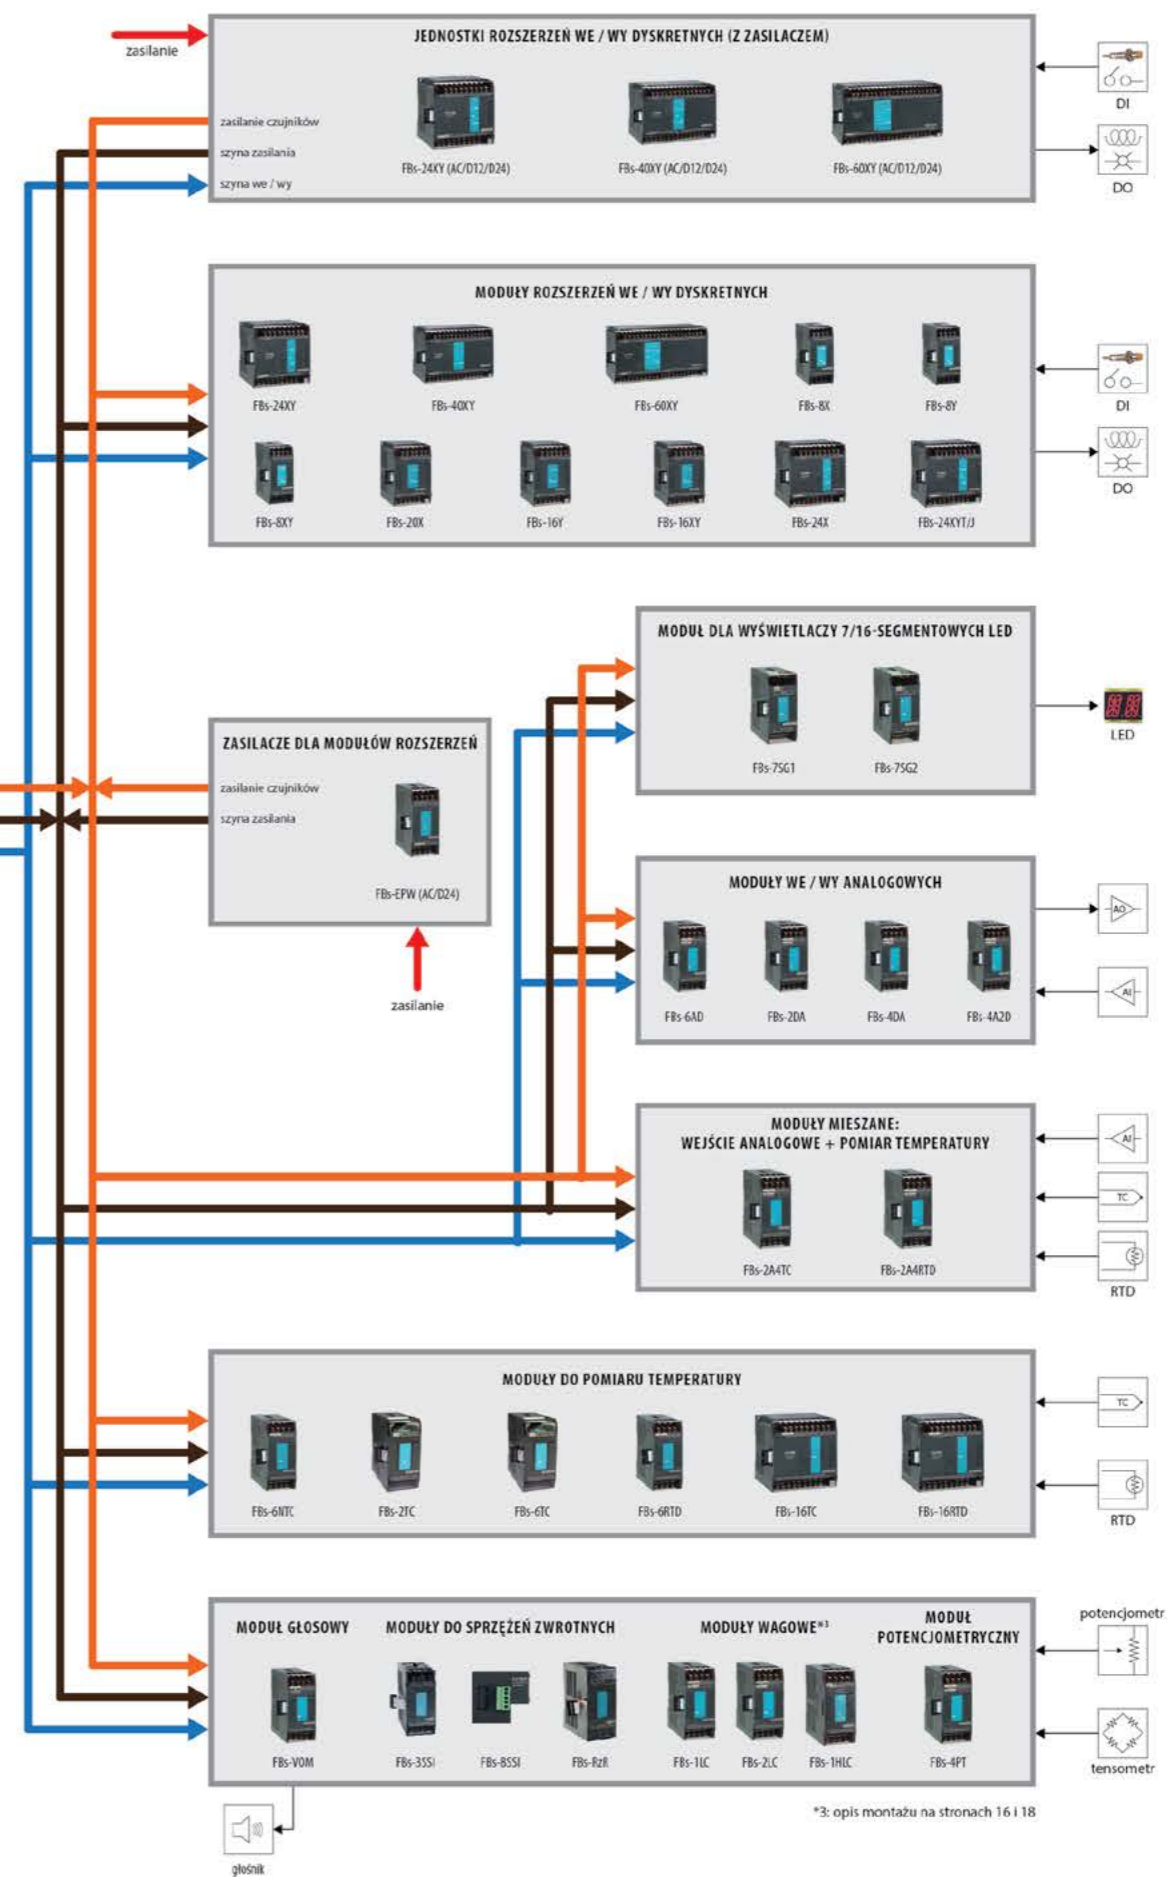 zasilanie
JEDNOSTKI ROZSZERZEŃ WE / WY DYSKRETNYCH (Z ZASILACZEM)
zasilanie czujników
szyna zasilania
szyna we / wy
FBs-24XY (AC/D12/D24)
FBs-40XY (AC/D12/D24)
FBs-60XY (AC/D12/D24)
DI
DO
MODUŁY ROZSZERZEŃ WE / WY DYSKRETNYCH
FBs-24XY
FBs-40XY
FBs-60XY
FBs-8X
FBs-8Y
DI
FBs-8XY
FBs-20X
FBs-16Y
FBs-16XY
FBs-24X
FBs-24XYT/J
DO
MODUŁ DLA WYŚWIETLACZY 7/16-SEGMENTOWYCH LED
FBs-7SG1
FBs-7SG2
LED
ZASILACZE DLA MODUŁÓW ROZSZERZEŃ
zasilanie czujników
szyna zasilania
FBs-EPW (AC/D24)
zasilanie
MODUŁY WE / WY ANALOGOWYCH
FBs-6AD
FBs-2DA
FBs-4DA
FBs-4A2D
AO
AI
MODUŁY MIESZANE:
WEJŚCIE ANALOGOWE + POMIAR TEMPERATURY
FBs-2A4TC
FBs-2A4RTD
AI
TC
RTD
MODUŁY DO POMIARU TEMPERATURY
FBs-6NTC
FBs-2TC
FBs-6TC
FBs-6RTD
FBs-16TC
FBs-16RTD
TC
RTD
MODUŁ GŁOSOWY
MODUŁY DO SPRZĘŻEŃ ZWROTNYCH
MODUŁY WAGOWE*3
MODUŁ
POTENCJOMETRYCZNY
FBs-VOM
FBs-3SSI
FBs-8SSI
FBs-RzR
FBs-1LC
FBs-2LC
FBs-1HLC
FBs-4PT
potencjometr
tensometr
*3: opis montażu na stronach 16 i 18
głośnik